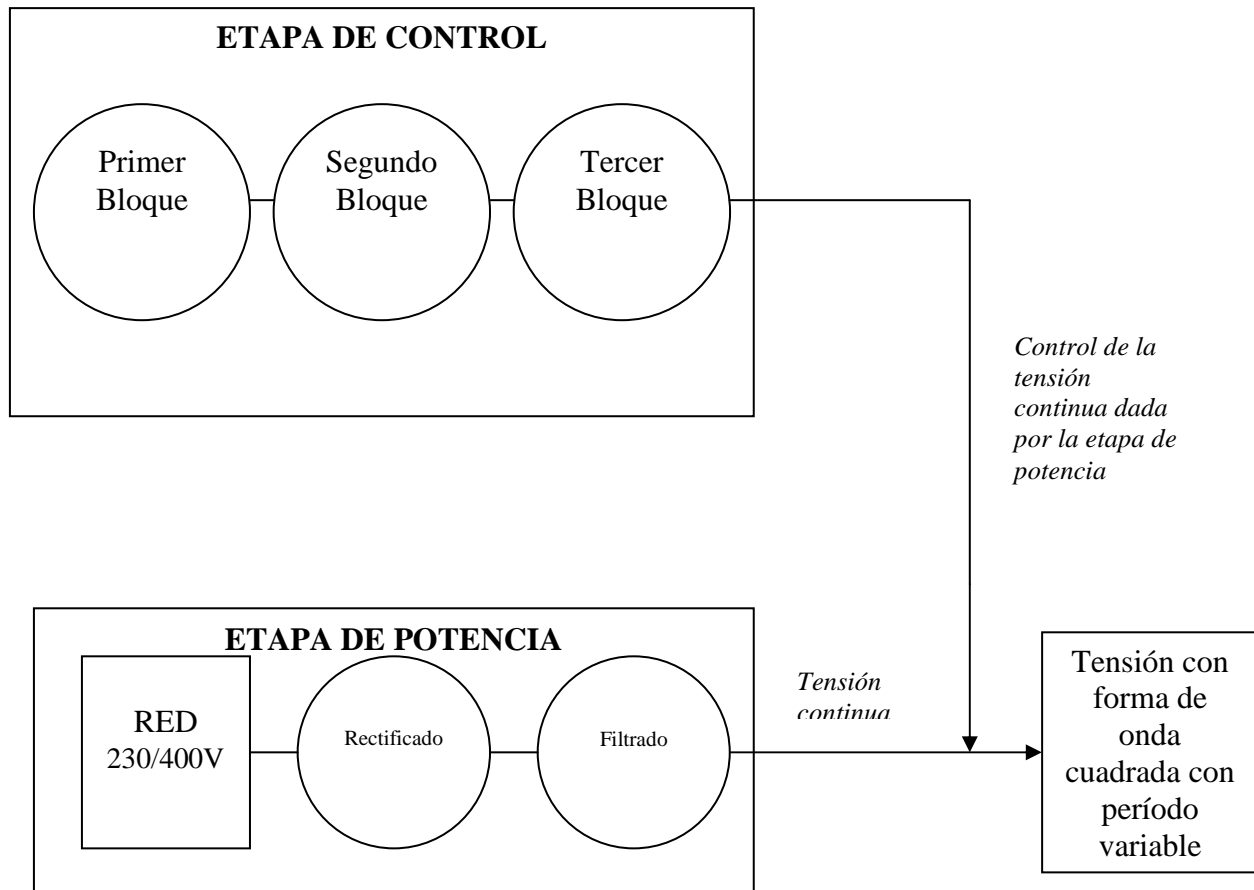 ETAPA DE CONTROL
Primer
Bloque
Segundo
Bloque
Tercer
Bloque
Control de la
tensión
continua dada
por la etapa de
potencia
ETAPA DE POTENCIA
RED
230/400V
Rectificado
Filtrado
Tensión
continua
Tensión con
forma de
onda
cuadrada con
período
variable